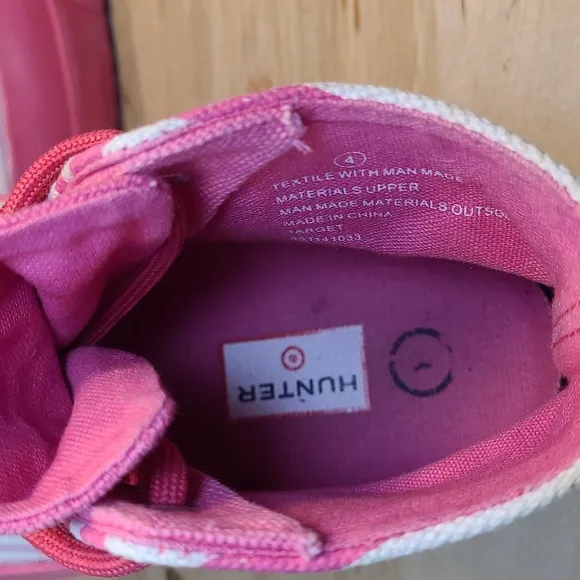 4
TEXTILE WITH MAN MADE
MATERIALS UPPER
MAN MADE MATERIALS
MADE IN CHINA
TARGET
HUNTER